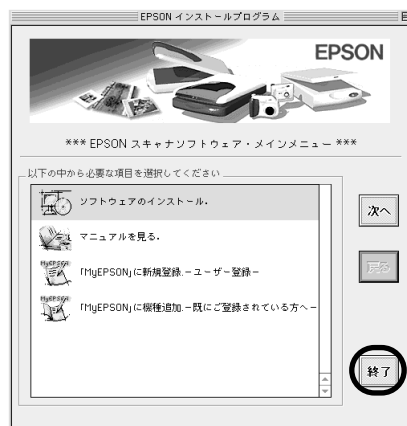 EPSON インストールプログラム
EPSON
*** EPSON スキャナソフトウェア・メインメニュー ***
以下の中から必要な項目を選択してください
ソフトウェアのインストール.
マニュアルを見る.
「MyEPSON」に新規登録.－ユーザー登録－
「MyEPSON」に機種追加.－既にご登録されている方へ－
次へ
戻る
終了